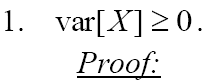 1. var[X] ≥ 0.
Proof: